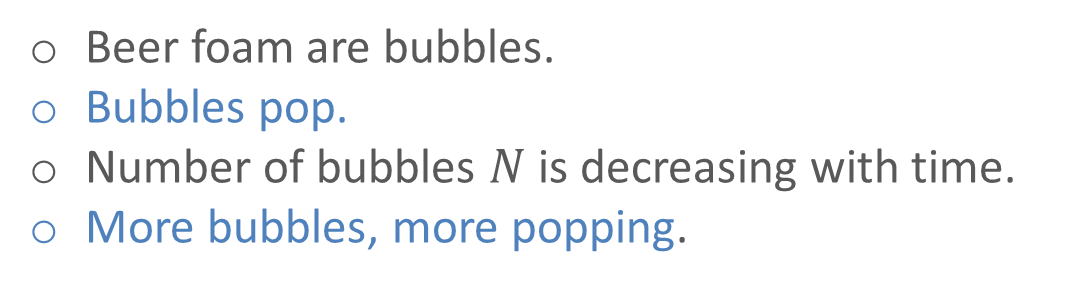 ○ Beer foam are bubbles.
○ Bubbles pop.
○ Number of bubbles N is decreasing with time.
○ More bubbles, more popping.